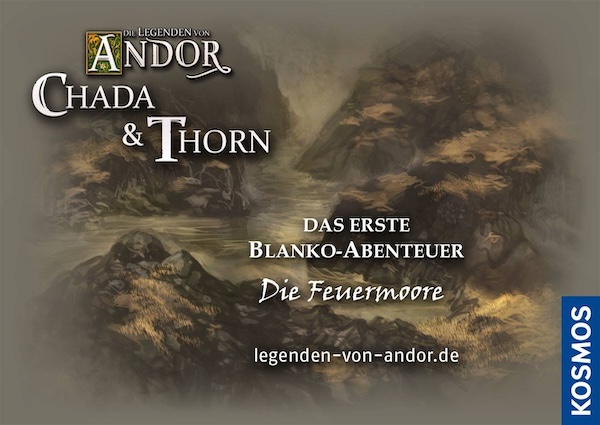 DIE LEGENDEN VON
ANDOR
CHADA
& THORN
DAS ERSTE
BLANKO-ABENTEUER
Die Feuermoore
legenden-von-andor.de
KOSMOS